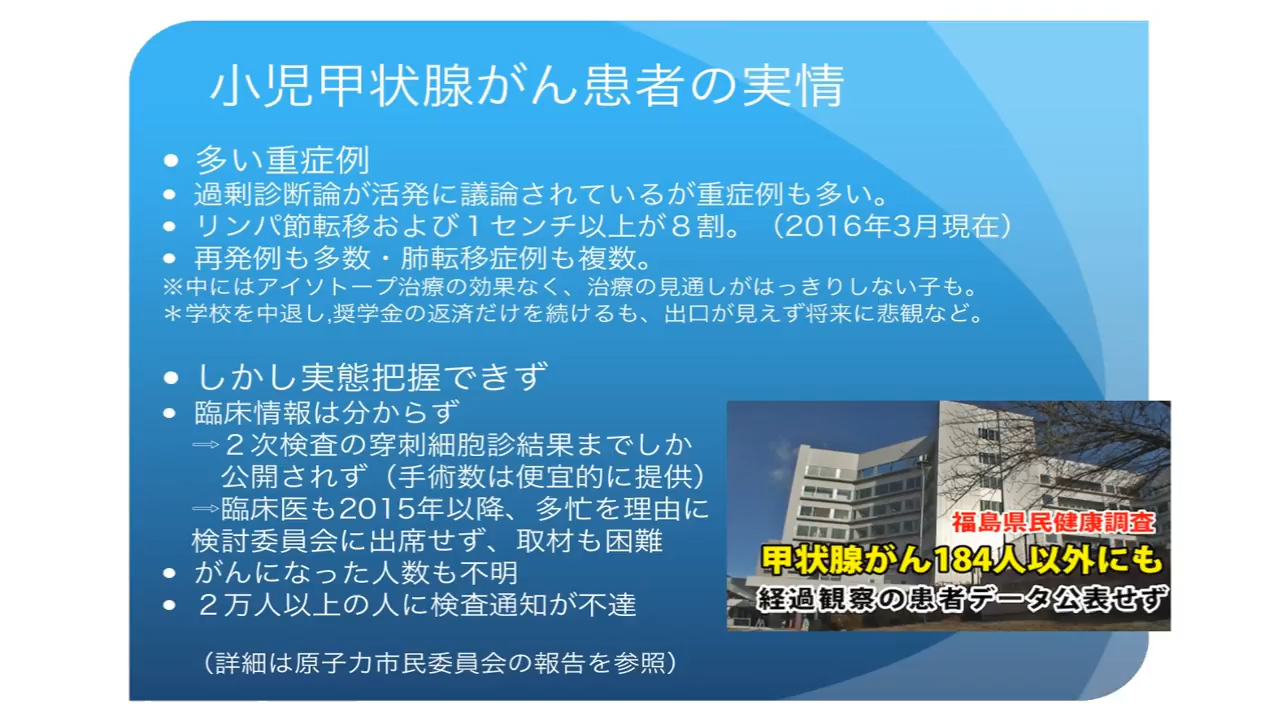 小児甲状腺がん患者の実情
● 多い重症例
● 過剰診断論が活発に議論されているが重症例も多い。
● リンパ節転移および１センチ以上が８割。（2016年3月現在）
● 再発例も多数・肺転移症例も複数。
※中にはアイソトープ治療の効果なく、治療の見通しがはっきりしない子も。
＊学校を中退し,奨学金の返済だけを続けるも、出口が見えず将来に悲観など。
● しかし実態把握できず
● 臨床情報は分からず
⇨２次検査の穿刺細胞診結果までしか
公開されず（手術数は便宜的に提供）
⇨臨床医も2015年以降、多忙を理由に
検討委員会に出席せず、取材も困難
● がんになった人数も不明
● ２万人以上の人に検査通知が不達
（詳細は原子力市民委員会の報告を参照）
福島県民健康調査
甲状腺がん184人以外にも
経過観察の患者データ公表せず